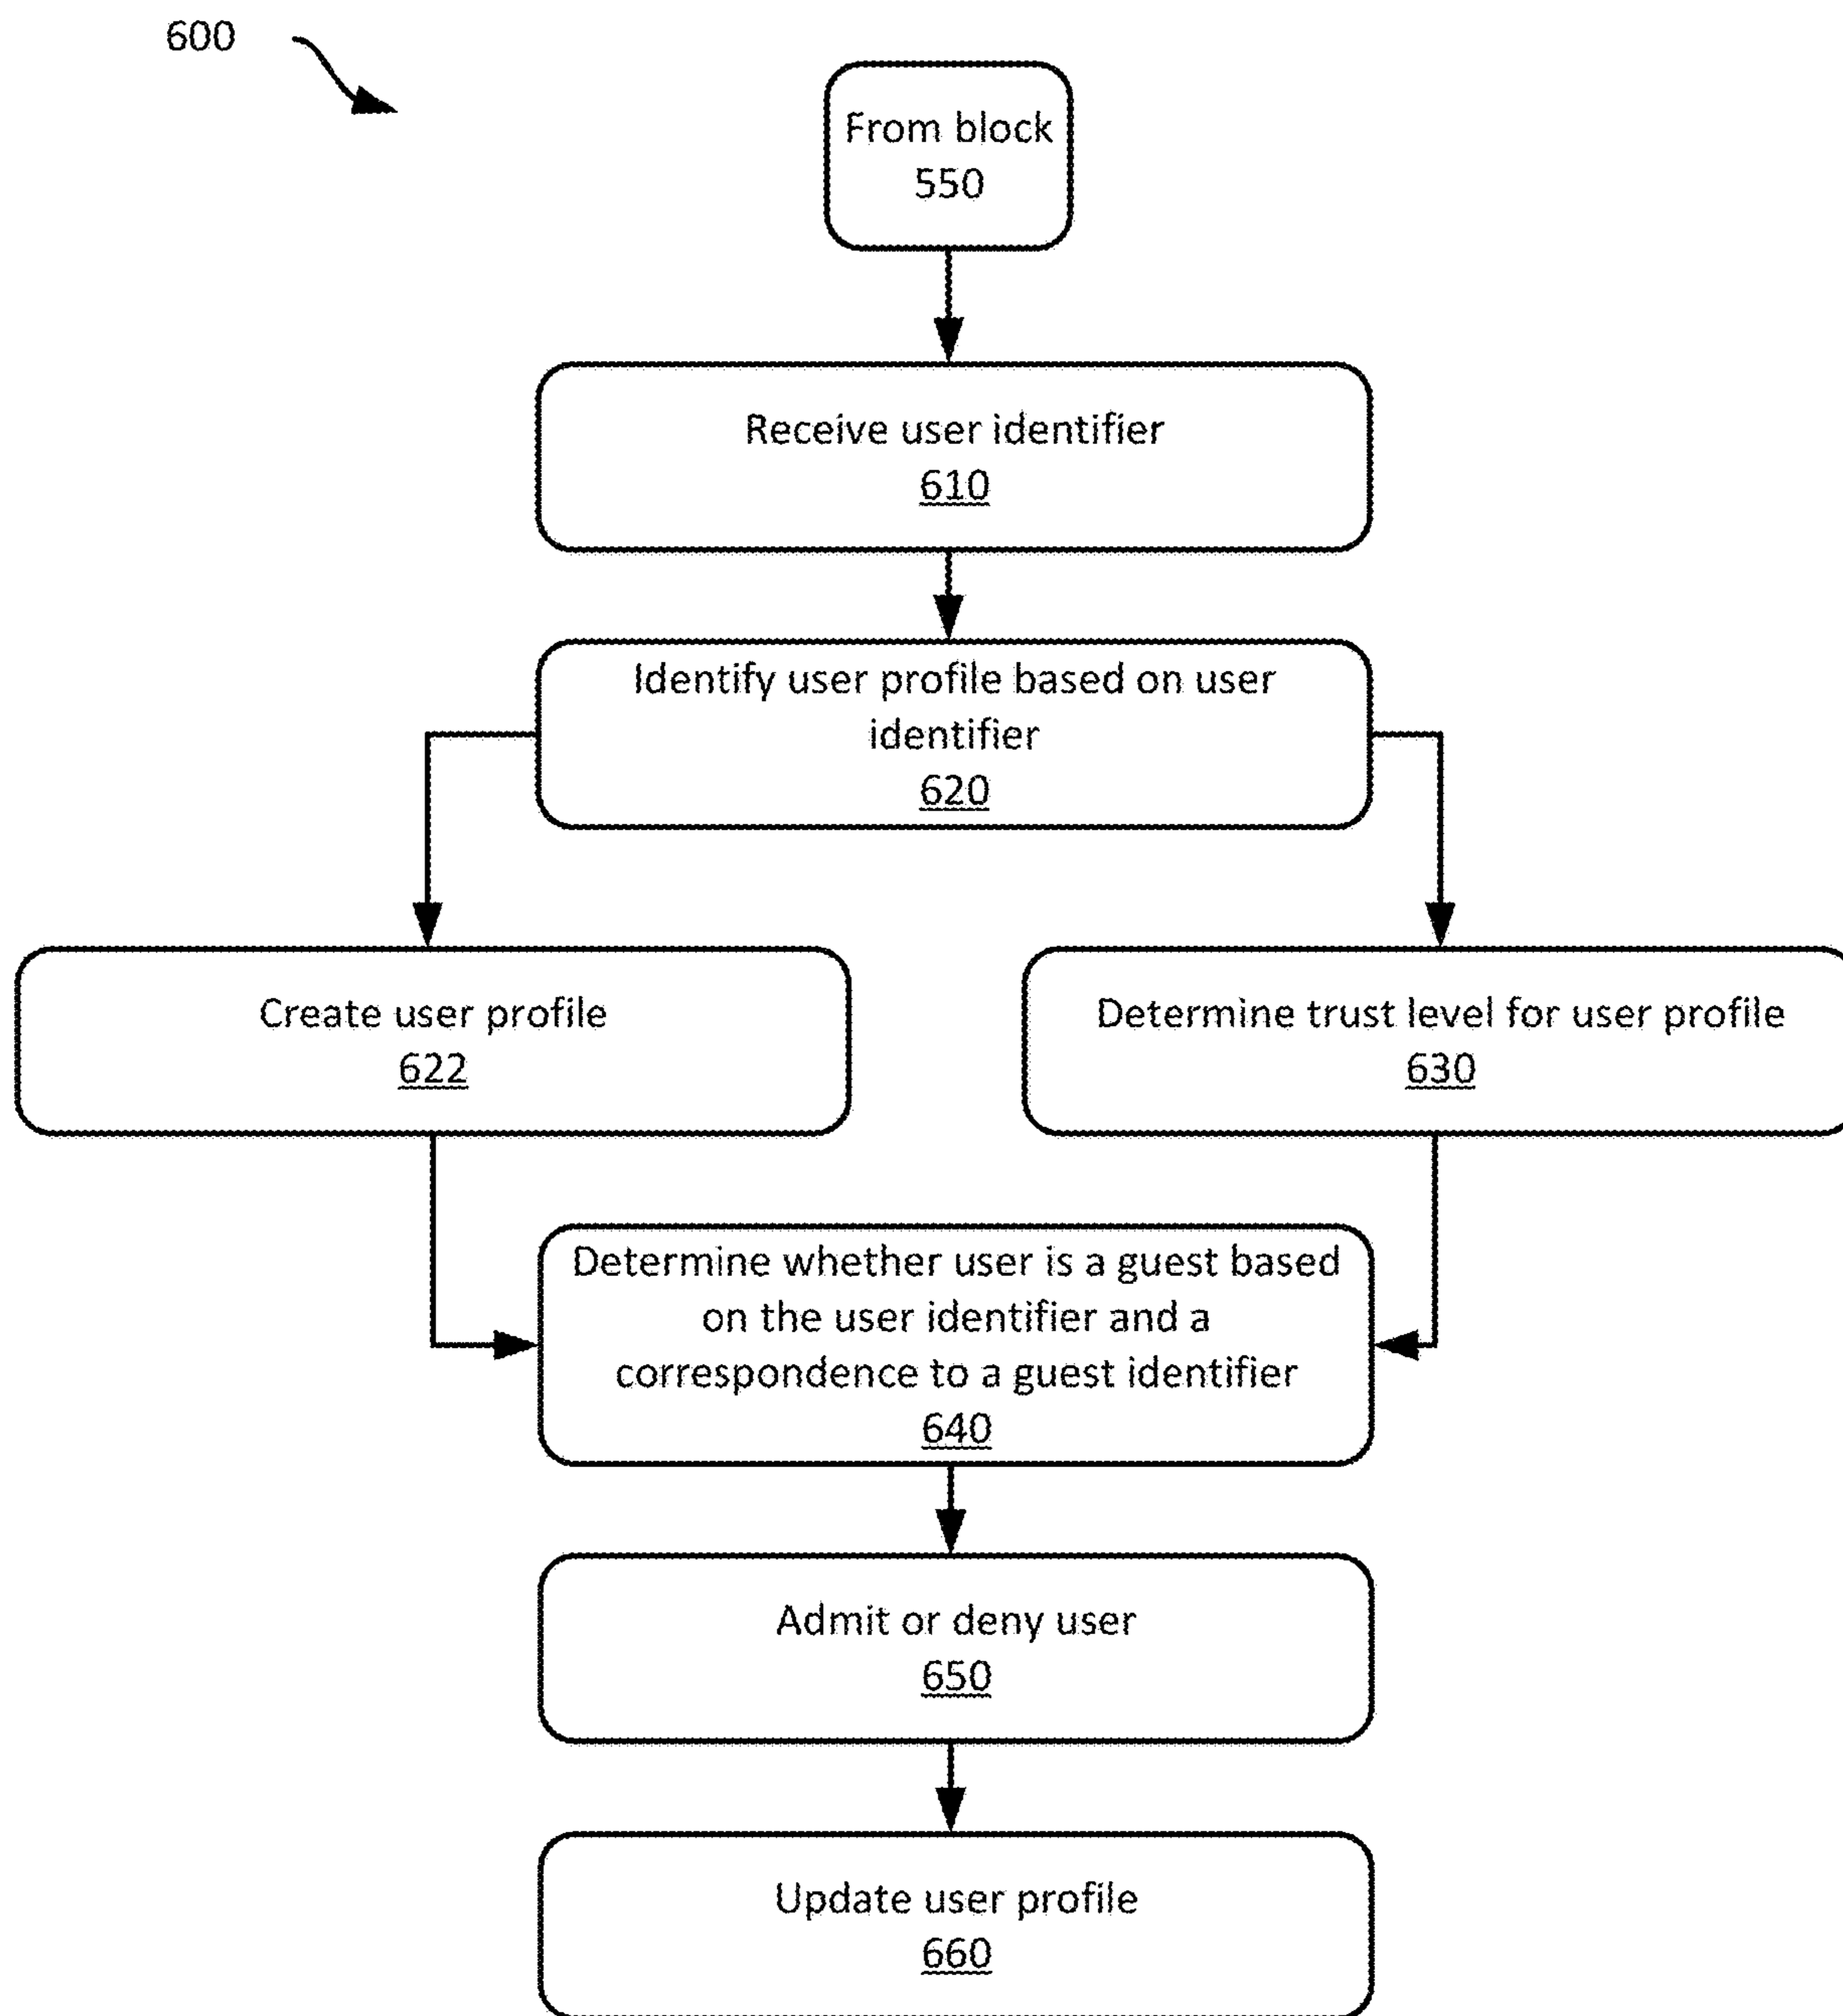 600
From block
550
Receive user identifier
610
Identify user profile based on user
identifier
620
Create user profile
622
Determine trust level for user profile
630
Determine whether user is a guest based
on the user identifier and a
correspondence to a guest identifier
640
Admit or deny user
650
Update user profile
660